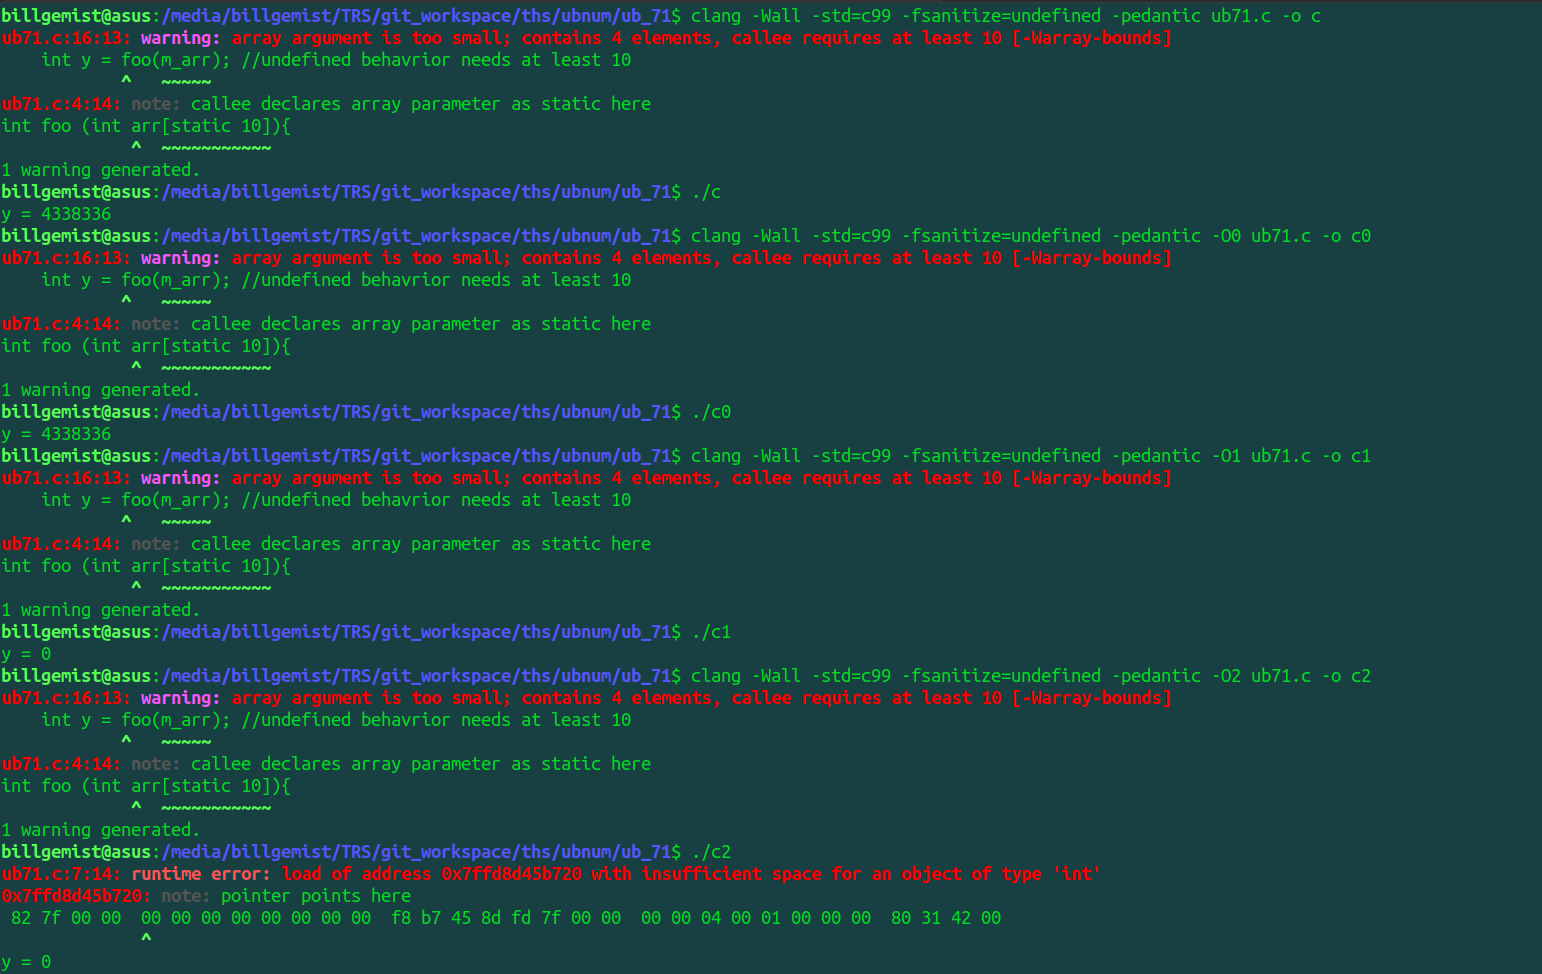 billgemist@asus:/media/billgemist/TRS/git_workspace/ths/ubnum/ub_71$ clang -Wall -std=c99 -fsanitize=undefined -pedantic ub71.c -o c
ub71.c:16:13: warning: array argument is too small; contains 4 elements, callee requires at least 10 [-Warray-bounds]
    int y = foo(m_arr); //undefined behavrior needs at least 10
            ^   ~~~~~
ub71.c:4:14: note: callee declares array parameter as static here
int foo (int arr[static 10]){
             ^  ~~~~~~~~~~~
1 warning generated.
billgemist@asus:/media/billgemist/TRS/git_workspace/ths/ubnum/ub_71$ ./c
y = 4338336
billgemist@asus:/media/billgemist/TRS/git_workspace/ths/ubnum/ub_71$ clang -Wall -std=c99 -fsanitize=undefined -pedantic -O0 ub71.c -o c0
ub71.c:16:13: warning: array argument is too small; contains 4 elements, callee requires at least 10 [-Warray-bounds]
    int y = foo(m_arr); //undefined behavrior needs at least 10
            ^   ~~~~~
ub71.c:4:14: note: callee declares array parameter as static here
int foo (int arr[static 10]){
             ^  ~~~~~~~~~~~
1 warning generated.
billgemist@asus:/media/billgemist/TRS/git_workspace/ths/ubnum/ub_71$ ./c0
y = 4338336
billgemist@asus:/media/billgemist/TRS/git_workspace/ths/ubnum/ub_71$ clang -Wall -std=c99 -fsanitize=undefined -pedantic -O1 ub71.c -o c1
ub71.c:16:13: warning: array argument is too small; contains 4 elements, callee requires at least 10 [-Warray-bounds]
    int y = foo(m_arr); //undefined behavrior needs at least 10
            ^   ~~~~~
ub71.c:4:14: note: callee declares array parameter as static here
int foo (int arr[static 10]){
             ^  ~~~~~~~~~~~
1 warning generated.
billgemist@asus:/media/billgemist/TRS/git_workspace/ths/ubnum/ub_71$ ./c1
y = 0
billgemist@asus:/media/billgemist/TRS/git_workspace/ths/ubnum/ub_71$ clang -Wall -std=c99 -fsanitize=undefined -pedantic -O2 ub71.c -o c2
ub71.c:16:13: warning: array argument is too small; contains 4 elements, callee requires at least 10 [-Warray-bounds]
    int y = foo(m_arr); //undefined behavrior needs at least 10
            ^   ~~~~~
ub71.c:4:14: note: callee declares array parameter as static here
int foo (int arr[static 10]){
             ^  ~~~~~~~~~~~
1 warning generated.
billgemist@asus:/media/billgemist/TRS/git_workspace/ths/ubnum/ub_71$ ./c2
ub71.c:7:14: runtime error: load of address 0x7ffd8d45b720 with insufficient space for an object of type 'int'
0x7ffd8d45b720: note: pointer points here
 82 7f 00 00  00 00 00 00 00 00 00 00  f8 b7 45 8d fd 7f 00 00  00 00 04 00 01 00 00 00  80 31 42 00
              ^
y = 0